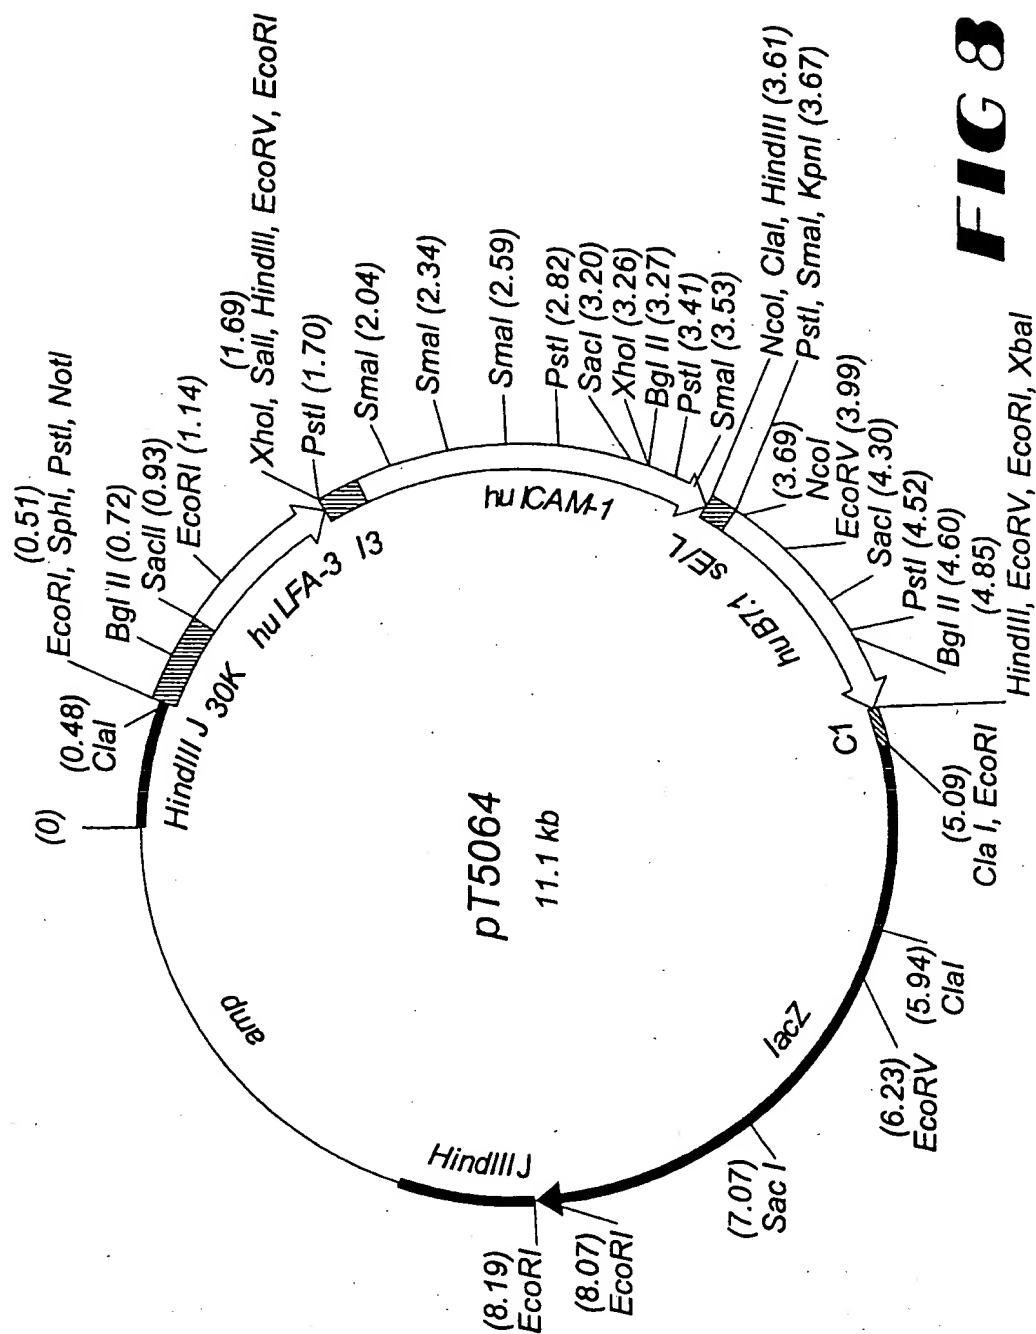 (0)
(0.48)
ClaI
(0.51)
EcoRI, SphI, PstI, NotI
Bgl II (0.72)
SacII (0.93)
EcoRI (1.14)
(1.69)
XhoI, SalI, HindIII, EcoRV, EcoRI
PstI (1.70)
SmaI (2.04)
SmaI (2.34)
SmaI (2.59)
PstI (2.82)
SacI (3.20)
XhoI (3.26)
Bgl II (3.27)
PstI (3.41)
SmaI (3.53)
NcoI, ClaI, HindIII (3.61)
PstI, SmaI, KpnI (3.67)
(3.69)
NcoI
EcoRV (3.99)
SacI (4.30)
PstI (4.52)
Bgl II (4.60)
(4.85)
HindIII, EcoRV, EcoRI, XbaI
(5.09)
Cla I, EcoRI
(5.94)
ClaI
(6.23)
EcoRV
(7.07)
Sac I
(8.07)
EcoRI
(8.19)
EcoRI
HindIII J
30K
hu LFA-3
I3
hu ICAM-1
sE/L
huB7.1
C1
lacZ
HindIII J
amp
pT5064
11.1 kb
FIG 8